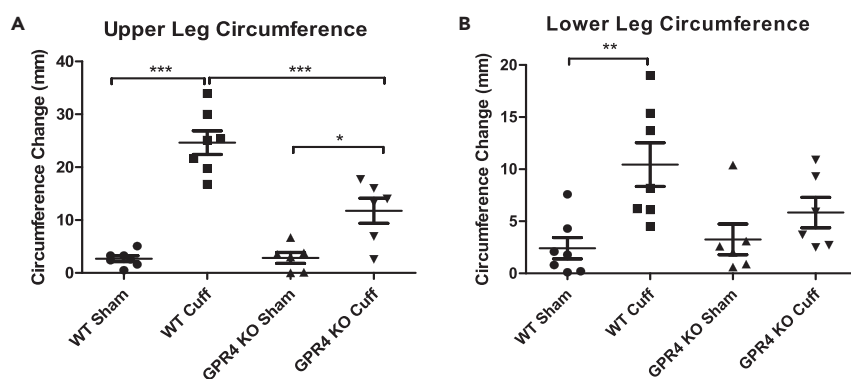 A
Upper Leg Circumference
Circumference Change (mm)
40
30
20
10
0
***
***
*
WT Sham
WT Cuff
GPR4 KO Sham
GPR4 KO Cuff
B
Lower Leg Circumference
Circumference Change (mm)
20
15
10
5
0
**
WT Sham
WT Cuff
GPR4 KO Sham
GPR4 KO Cuff